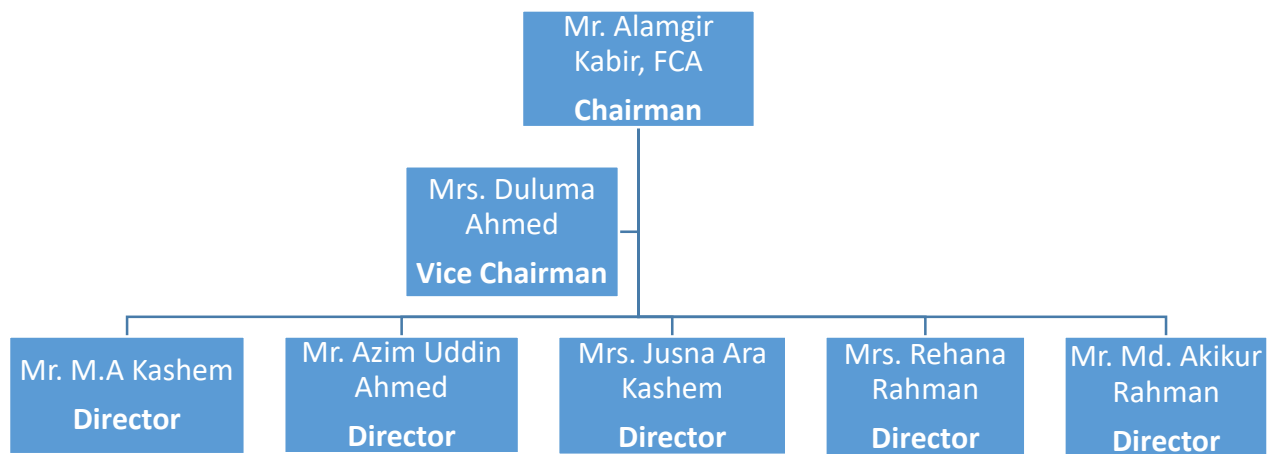 Mr. Alamgir
Kabir, FCA
Chairman
Mrs. Duluma
Ahmed
Vice Chairman
Mr. M.A Kashem
Director
Mr. Azim Uddin
Ahmed
Director
Mrs. Jusna Ara
Kashem
Director
Mrs. Rehana
Rahman
Director
Mr. Md. Akikur
Rahman
Director